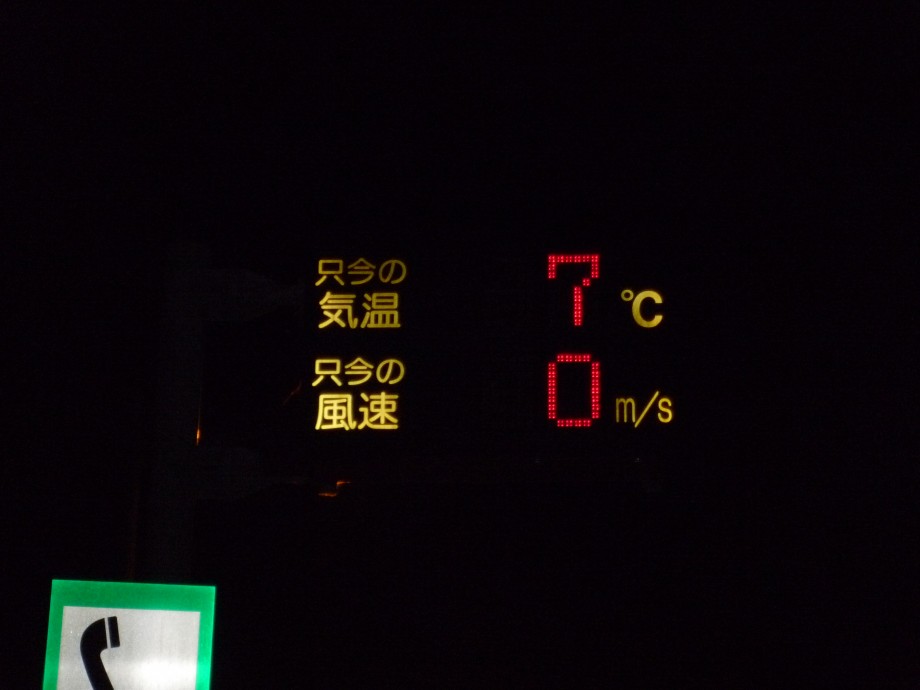 只今の
気温 7 ℃
只今の
風速 0 m/s